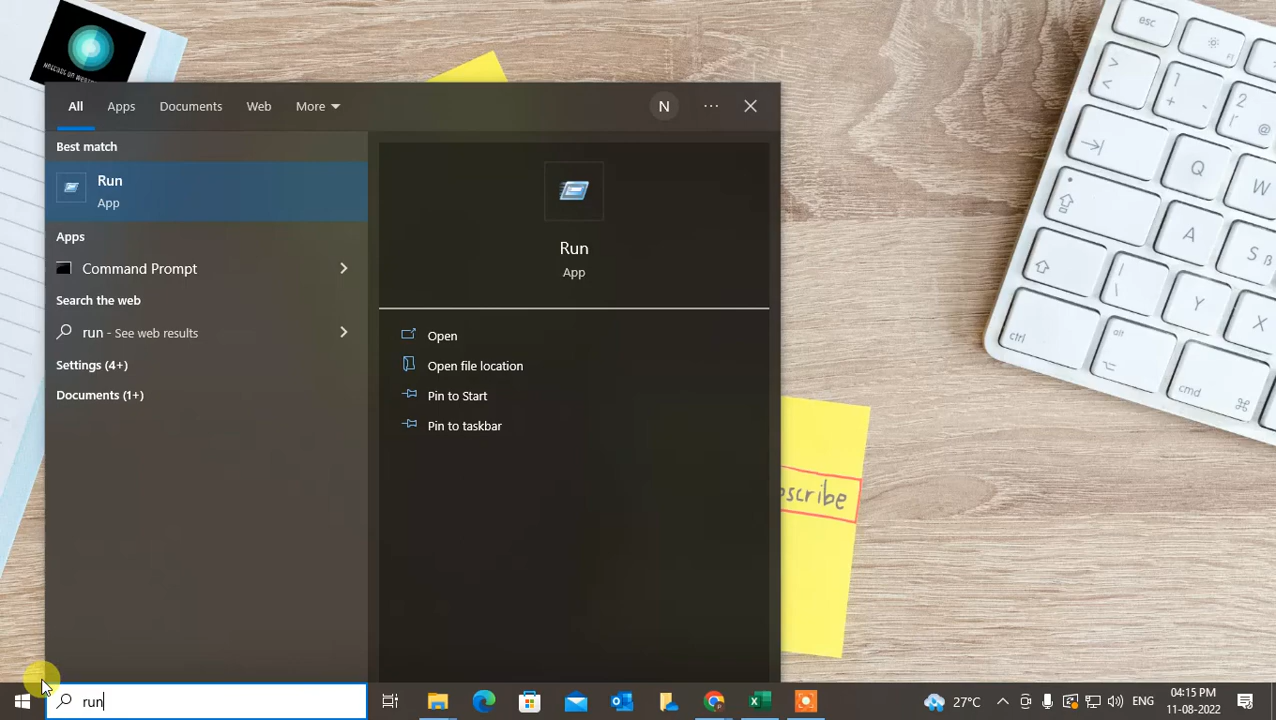 All Apps Documents Web More N ... 
Best match
Run
App
Apps
Command Prompt
Search the web
run - See web results
Settings (4+)
Documents (1+)
Run
App
Open
Open file location
Pin to Start
Pin to taskbar
esc
Q
W
A
S ß
Y
X
ctrl
alt
cmd
run
27°C
ENG
04:15 PM
11-08-2022